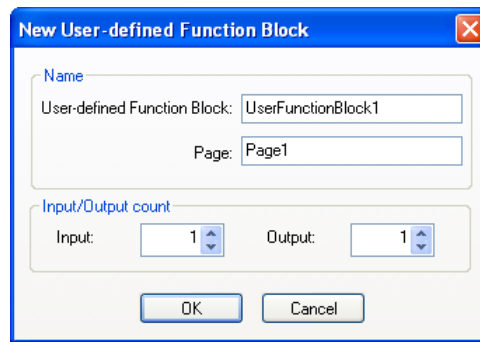 New User-defined Function Block
Name
User-defined Function Block: UserFunctionBlock1
Page: Page1
Input/Output count
Input: 1 Output: 1
OK Cancel